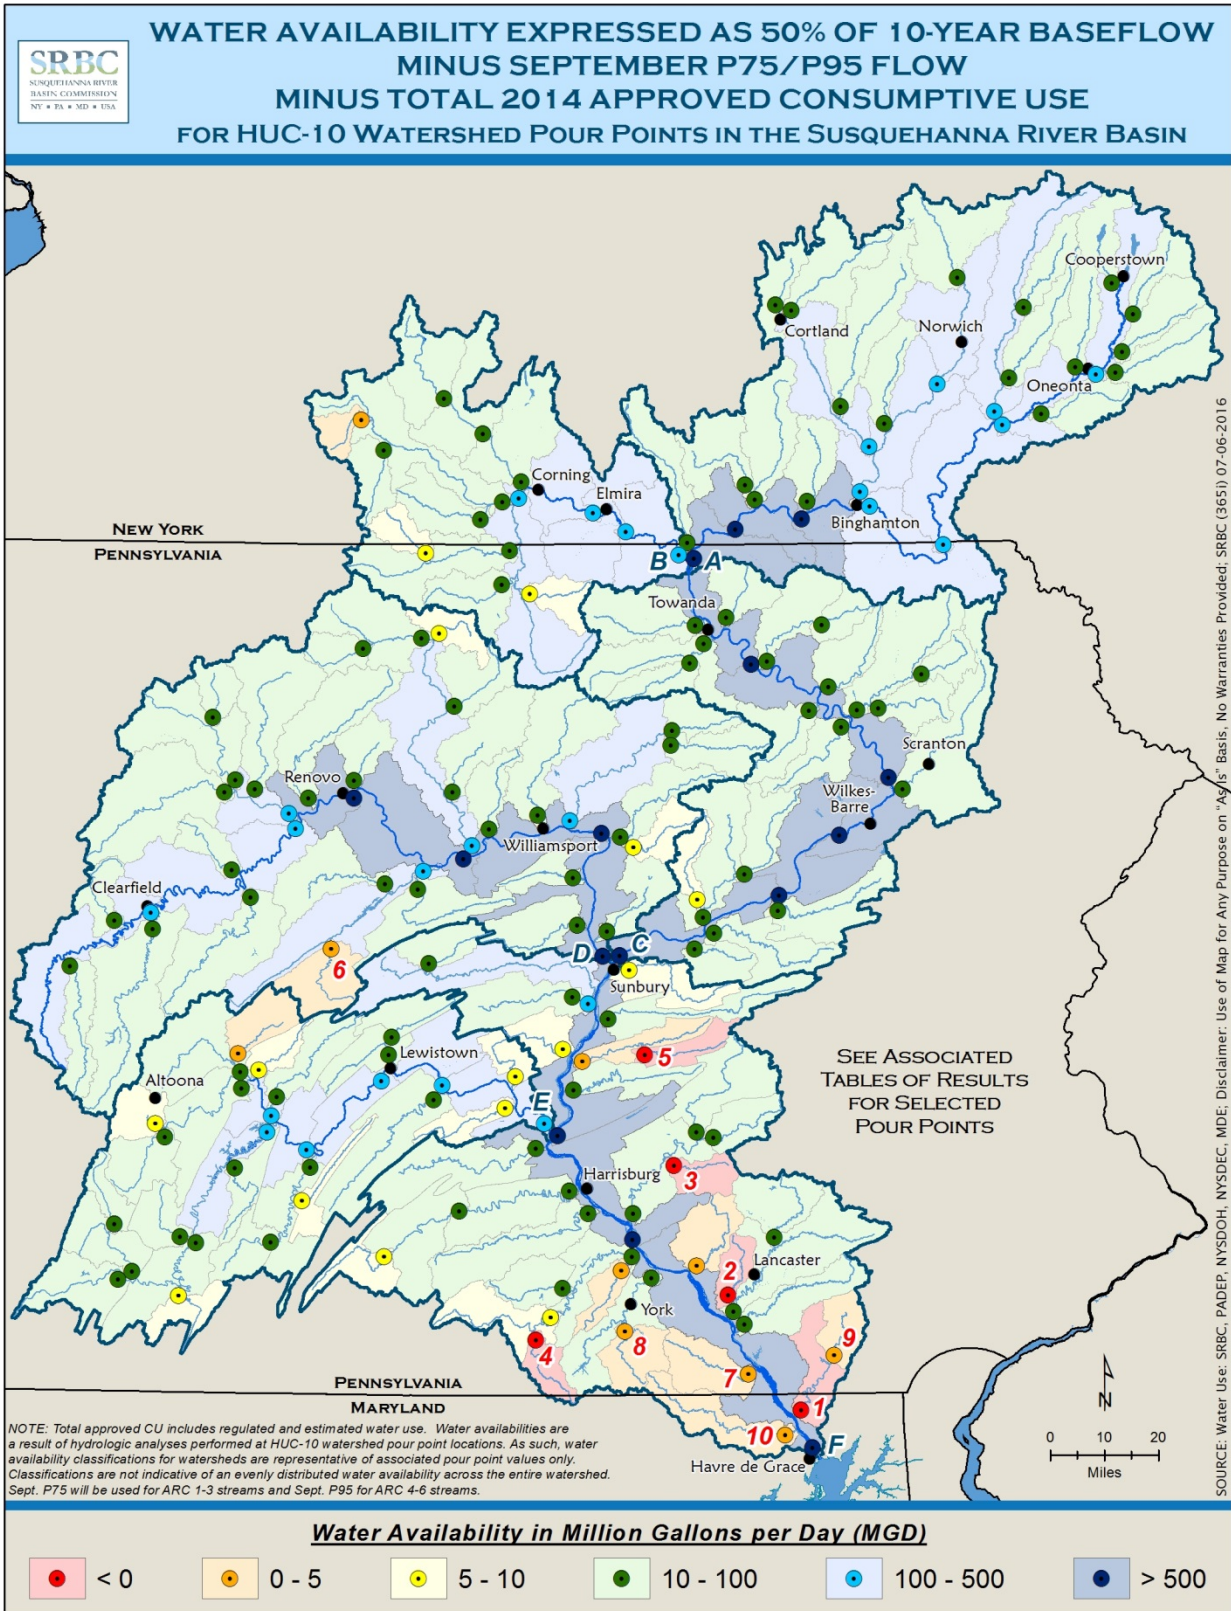 WATER AVAILABILITY EXPRESSED AS 50% OF 10-YEAR BASEFLOW
MINUS SEPTEMBER P75/P95 FLOW
MINUS TOTAL 2014 APPROVED CONSUMPTIVE USE
FOR HUC-10 WATERSHED POUR POINTS IN THE SUSQUEHANNA RIVER BASIN
SRBC
SUSQUEHANNA RIVER
BASIN COMMISSION
NY ▪ PA ▪ MD ▪ USA
Cooperstown
Cortland
Norwich
Oneonta
Corning
Elmira
Binghamton
NEW YORK
PENNSYLVANIA
B
A
Towanda
Scranton
Renovo
Wilkes-
Barre
Williamsport
Clearfield
D
C
6
Sunbury
Lewistown
5
Altoona
SEE ASSOCIATED
TABLES OF RESULTS
FOR SELECTED
POUR POINTS
E
Harrisburg
3
2
Lancaster
York
8
9
4
7
PENNSYLVANIA
MARYLAND
1
10
F
Havre de Grace
N
0 10 20
Miles
NOTE: Total approved CU includes regulated and estimated water use. Water availabilities are
a result of hydrologic analyses performed at HUC-10 watershed pour point locations. As such, water
availability classifications for watersheds are representative of associated pour point values only.
Classifications are not indicative of an evenly distributed water availability across the entire watershed.
Sept. P75 will be used for ARC 1-3 streams and Sept. P95 for ARC 4-6 streams.
SOURCE: Water Use: SRBC, PADEP, NYSDOH, NYSDEC, MDE; Disclaimer: Use of Map for Any Purpose on "As Is" Basis, No Warranties Provided; SRBC (365i) 07-06-2016
Water Availability in Million Gallons per Day (MGD)
< 0
0 - 5
5 - 10
10 - 100
100 - 500
> 500